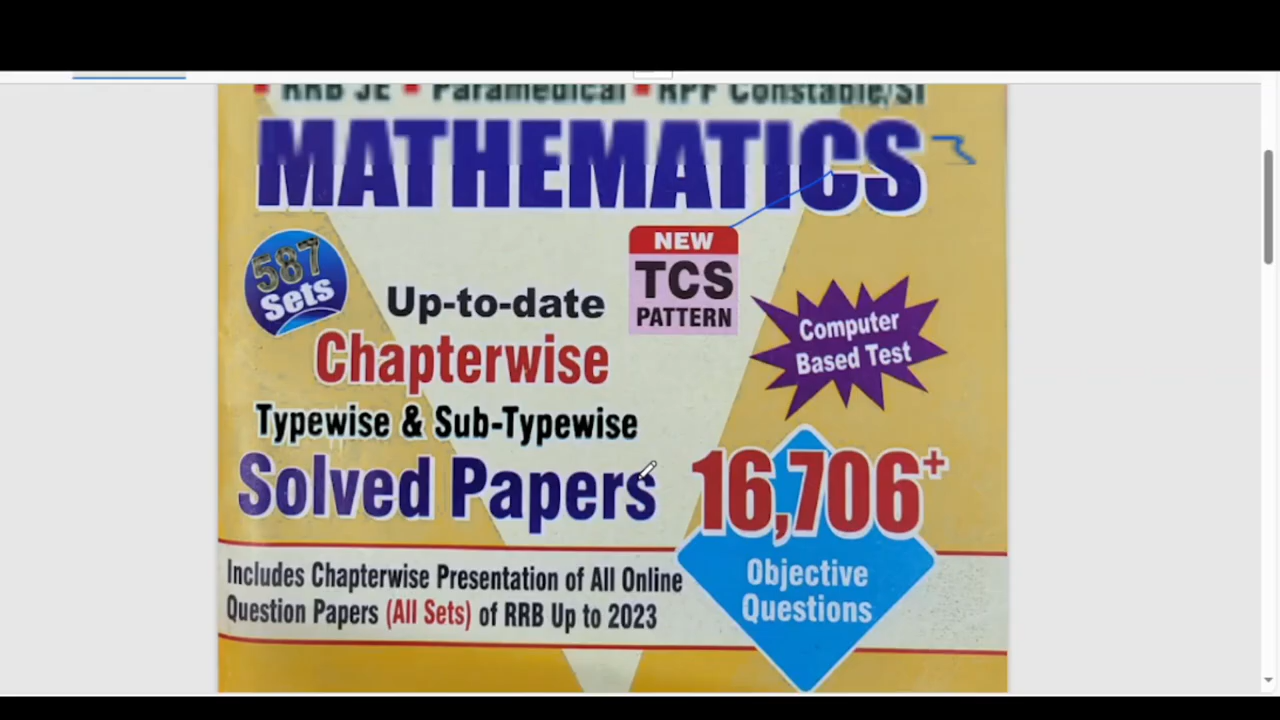 • RRB JE • Paramedical • RPF Constable/SI
MATHEMATICS
587
Sets
NEW
TCS
PATTERN
Up-to-date
Chapterwise
Computer
Based Test
Typewise & Sub-Typewise
Solved Papers
16,706+
Objective
Questions
Includes Chapterwise Presentation of All Online
Question Papers (All Sets) of RRB Up to 2023